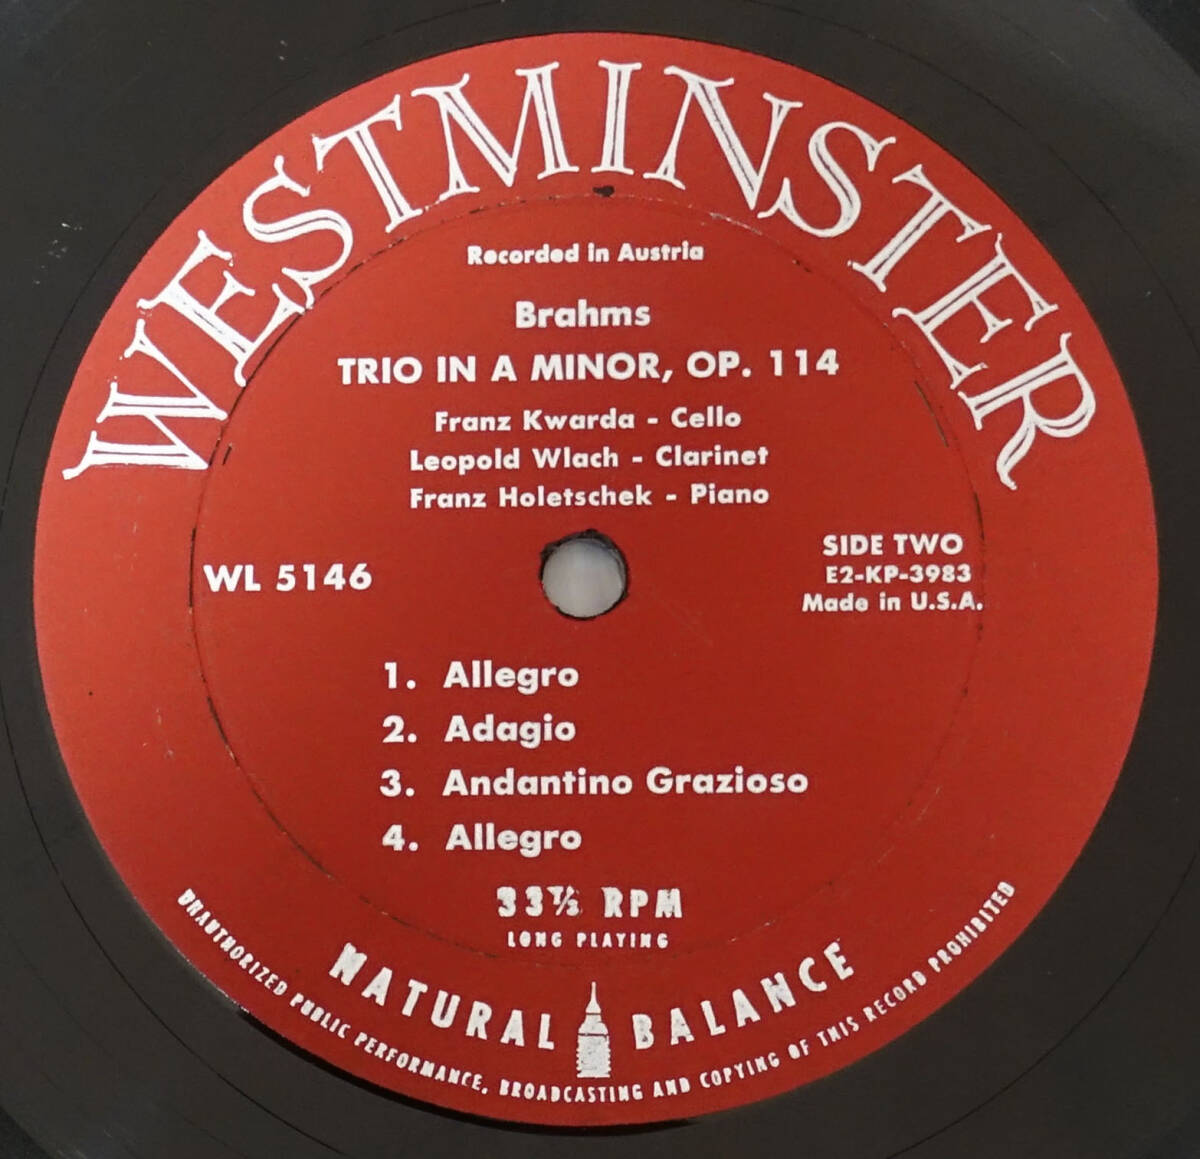 WESTMINSTER
Recorded in Austria
Brahms
TRIO IN A MINOR, OP. 114
Franz Kwarda - Cello
Leopold Wlach - Clarinet
Franz Holetschek - Piano
WL 5146
SIDE TWO
E2-KP-3983
Made in U.S.A.
1. Allegro
2. Adagio
3. Andantino Grazioso
4. Allegro
33⅓ RPM
LONG PLAYING
NATURAL BALANCE
UNAUTHORIZED PUBLIC PERFORMANCE, BROADCASTING AND COPYING OF THIS RECORD PROHIBITED